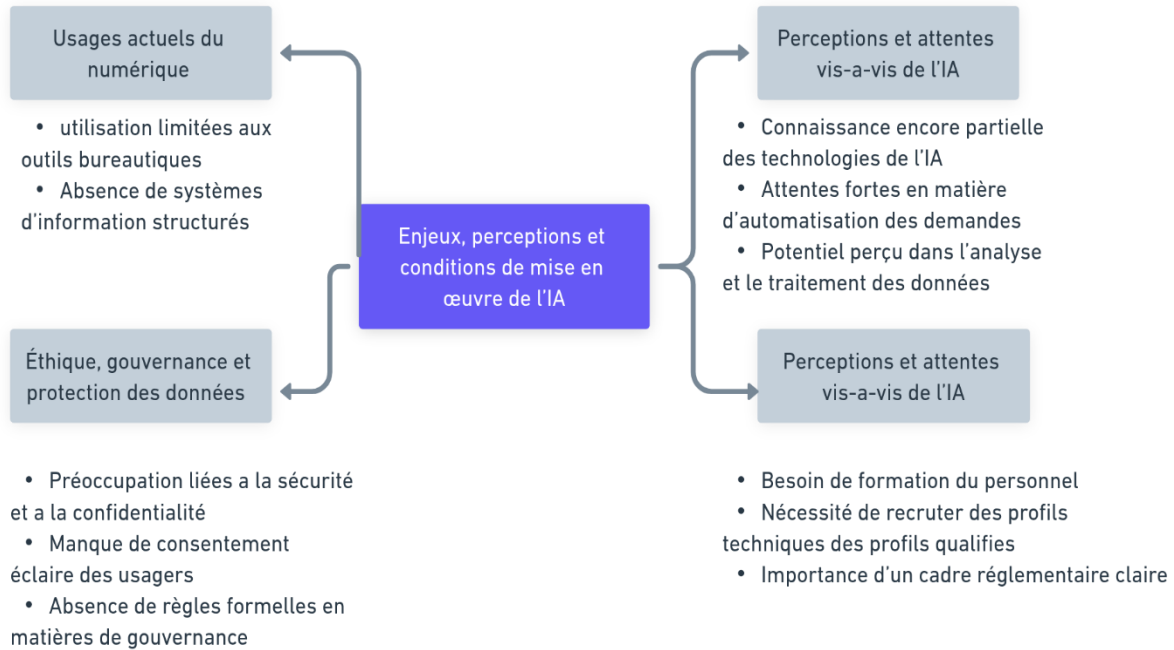 Usages actuels du
numérique
• utilisation limitées aux
outils bureautiques
• Absence de systèmes
d'information structurés
Perceptions et attentes
vis-a-vis de l'IA
• Connaissance encore partielle
des technologies de l'IA
• Attentes fortes en matière
d'automatisation des demandes
• Potentiel perçu dans l'analyse
et le traitement des données
Enjeux, perceptions et
conditions de mise en
œuvre de l'IA
Éthique, gouvernance et
protection des données
• Préoccupation liées a la sécurité
et a la confidentialité
• Manque de consentement
éclaire des usagers
• Absence de règles formelles en
matières de gouvernance
Perceptions et attentes
vis-a-vis de l'IA
• Besoin de formation du personnel
• Nécessité de recruter des profils
techniques des profils qualifies
• Importance d'un cadre réglementaire claire